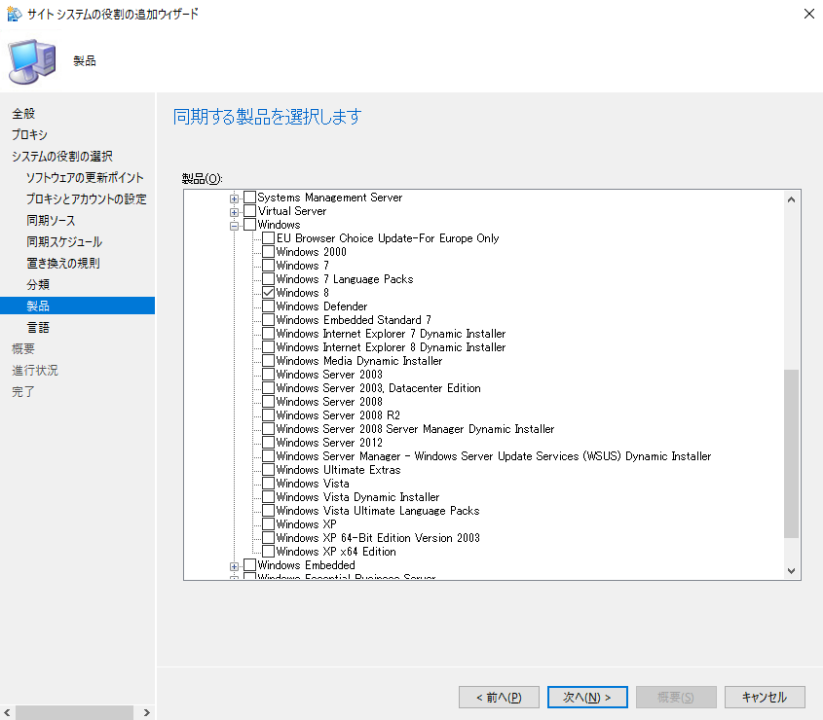 サイト システムの役割の追加ウィザード
製品
全般
プロキシ
システムの役割の選択
ソフトウェアの更新ポイント
プロキシとアカウントの設定
同期ソース
同期スケジュール
置き換えの規則
分類
製品
言語
概要
進行状況
完了
同期する製品を選択します
製品(O):
Systems Management Server
Virtual Server
Windows
EU Browser Choice Update-For Europe Only
Windows 2000
Windows 7
Windows 7 Language Packs
Windows 8
Windows Defender
Windows Embedded Standard 7
Windows Internet Explorer 7 Dynamic Installer
Windows Internet Explorer 8 Dynamic Installer
Windows Media Dynamic Installer
Windows Server 2003
Windows Server 2003, Datacenter Edition
Windows Server 2008
Windows Server 2008 R2
Windows Server 2008 Server Manager Dynamic Installer
Windows Server 2012
Windows Server Manager - Windows Server Update Services (WSUS) Dynamic Installer
Windows Ultimate Extras
Windows Vista
Windows Vista Dynamic Installer
Windows Vista Ultimate Language Packs
Windows XP
Windows XP 64-Bit Edition Version 2003
Windows XP x64 Edition
Windows Embedded
Windows Essential Business Server
< 前へ(P)
次へ(N) >
概要(S)
キャンセル